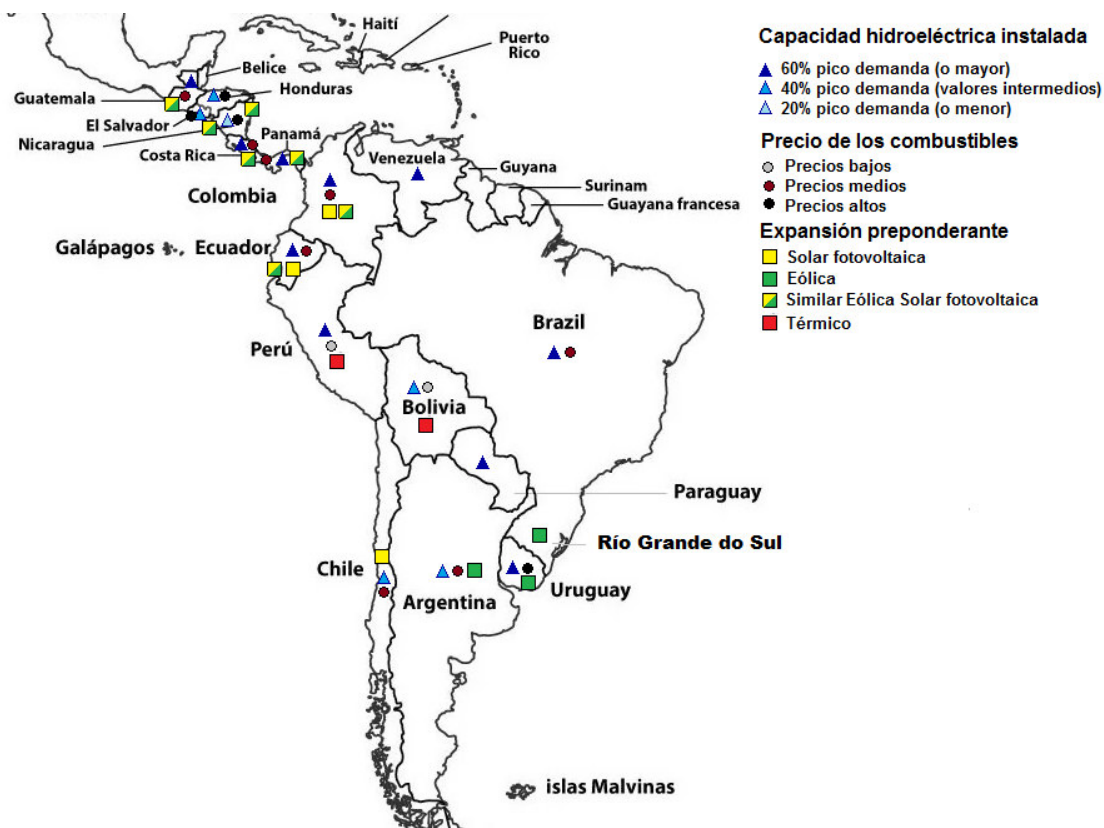 Haití
Puerto
Rico
Belice
Honduras
Guatemala
El Salvador
Nicaragua
Panamá
Costa Rica
Venezuela
Guyana
Surinam
Guayana francesa
Colombia
Galápagos
Ecuador
Brazil
Perú
Bolivia
Paraguay
Río Grande do Sul
Chile
Argentina
Uruguay
islas Malvinas
Capacidad hidroeléctrica instalada
60% pico demanda (o mayor)
40% pico demanda (valores intermedios)
20% pico demanda (o menor)
Precio de los combustibles
Precios bajos
Precios medios
Precios altos
Expansión preponderante
Solar fotovoltaica
Eólica
Similar Eólica Solar fotovoltaica
Térmico